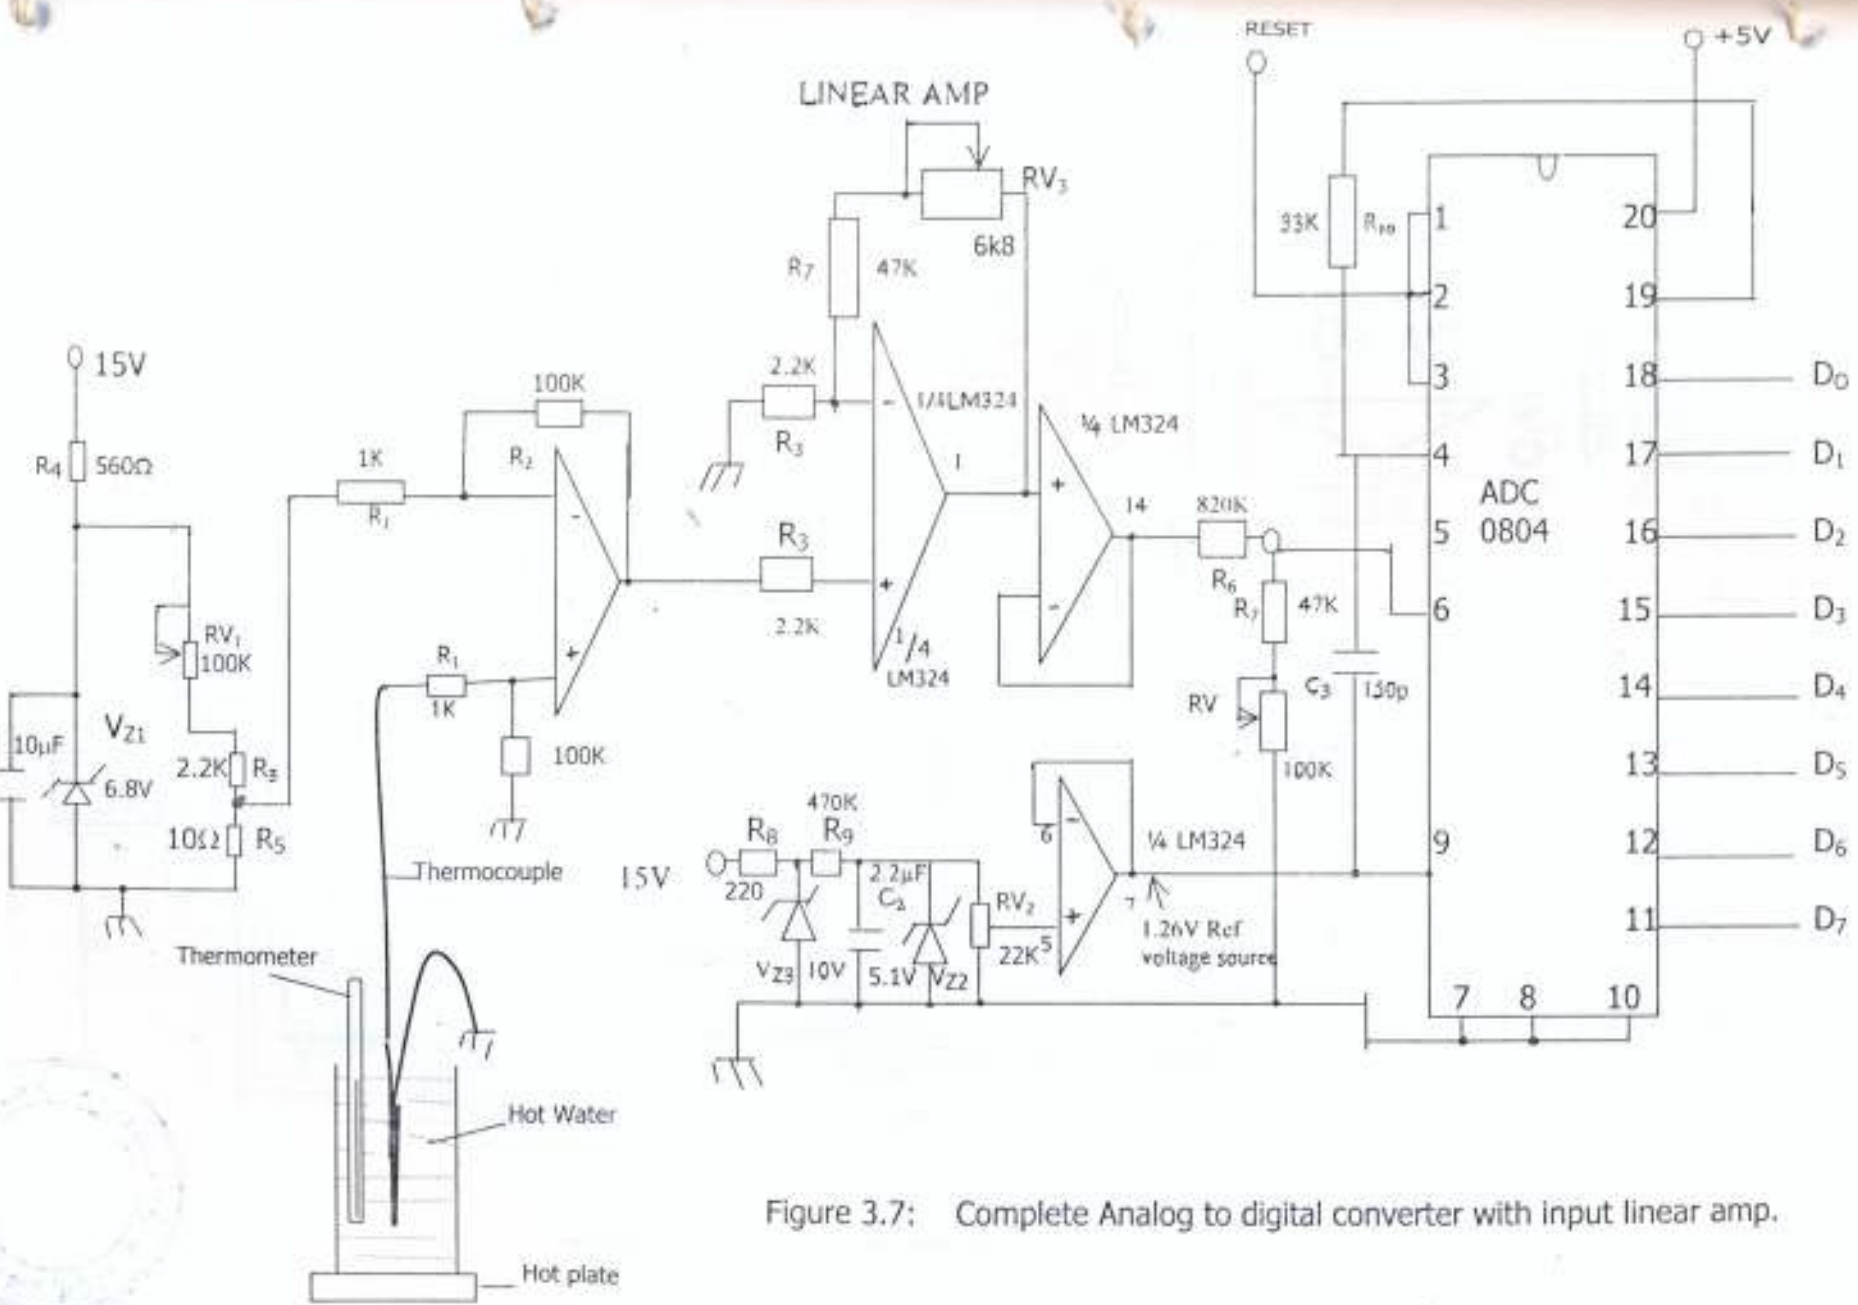 RESET
+5V
LINEAR AMP
RV3
6k8
R7
47K
33K
R10
1
2
3
4
5
6
9
7
8
10
20
19
18
17
16
15
14
13
12
11
ADC
0804
D0
D1
D2
D3
D4
D5
D6
D7
15V
R4
560Ω
RV1
100K
VZ1
10µF
6.8V
2.2K
R3
10Ω
R5
1K
R1
100K
R2
R1
1K
100K
2.2K
R3
R3
2.2K
1/4LM324
1
1/4
LM324
¼ LM324
14
820K
R6
R7
47K
RV
100K
C3
150p
15V
R8
220
470K
R9
2.2µF
C2
VZ3
10V
5.1V
VZ2
RV2
22K
6
5
7
¼ LM324
1.26V Ref
voltage source
Thermocouple
Thermometer
Hot Water
Hot plate
Figure 3.7: Complete Analog to digital converter with input linear amp.